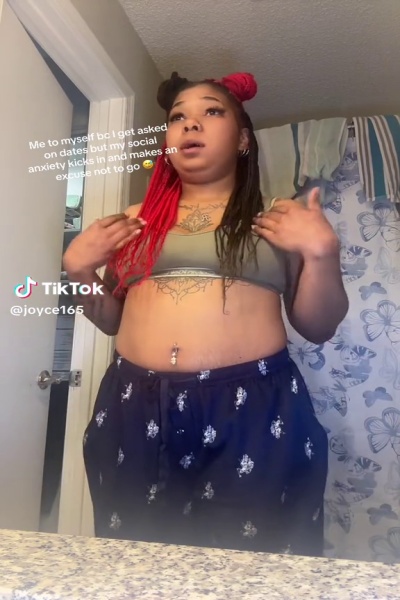 Me to myself bc I get asked
on dates but my social
anxiety kicks in and makes an
excuse not to go 😅
TikTok
@joyce165